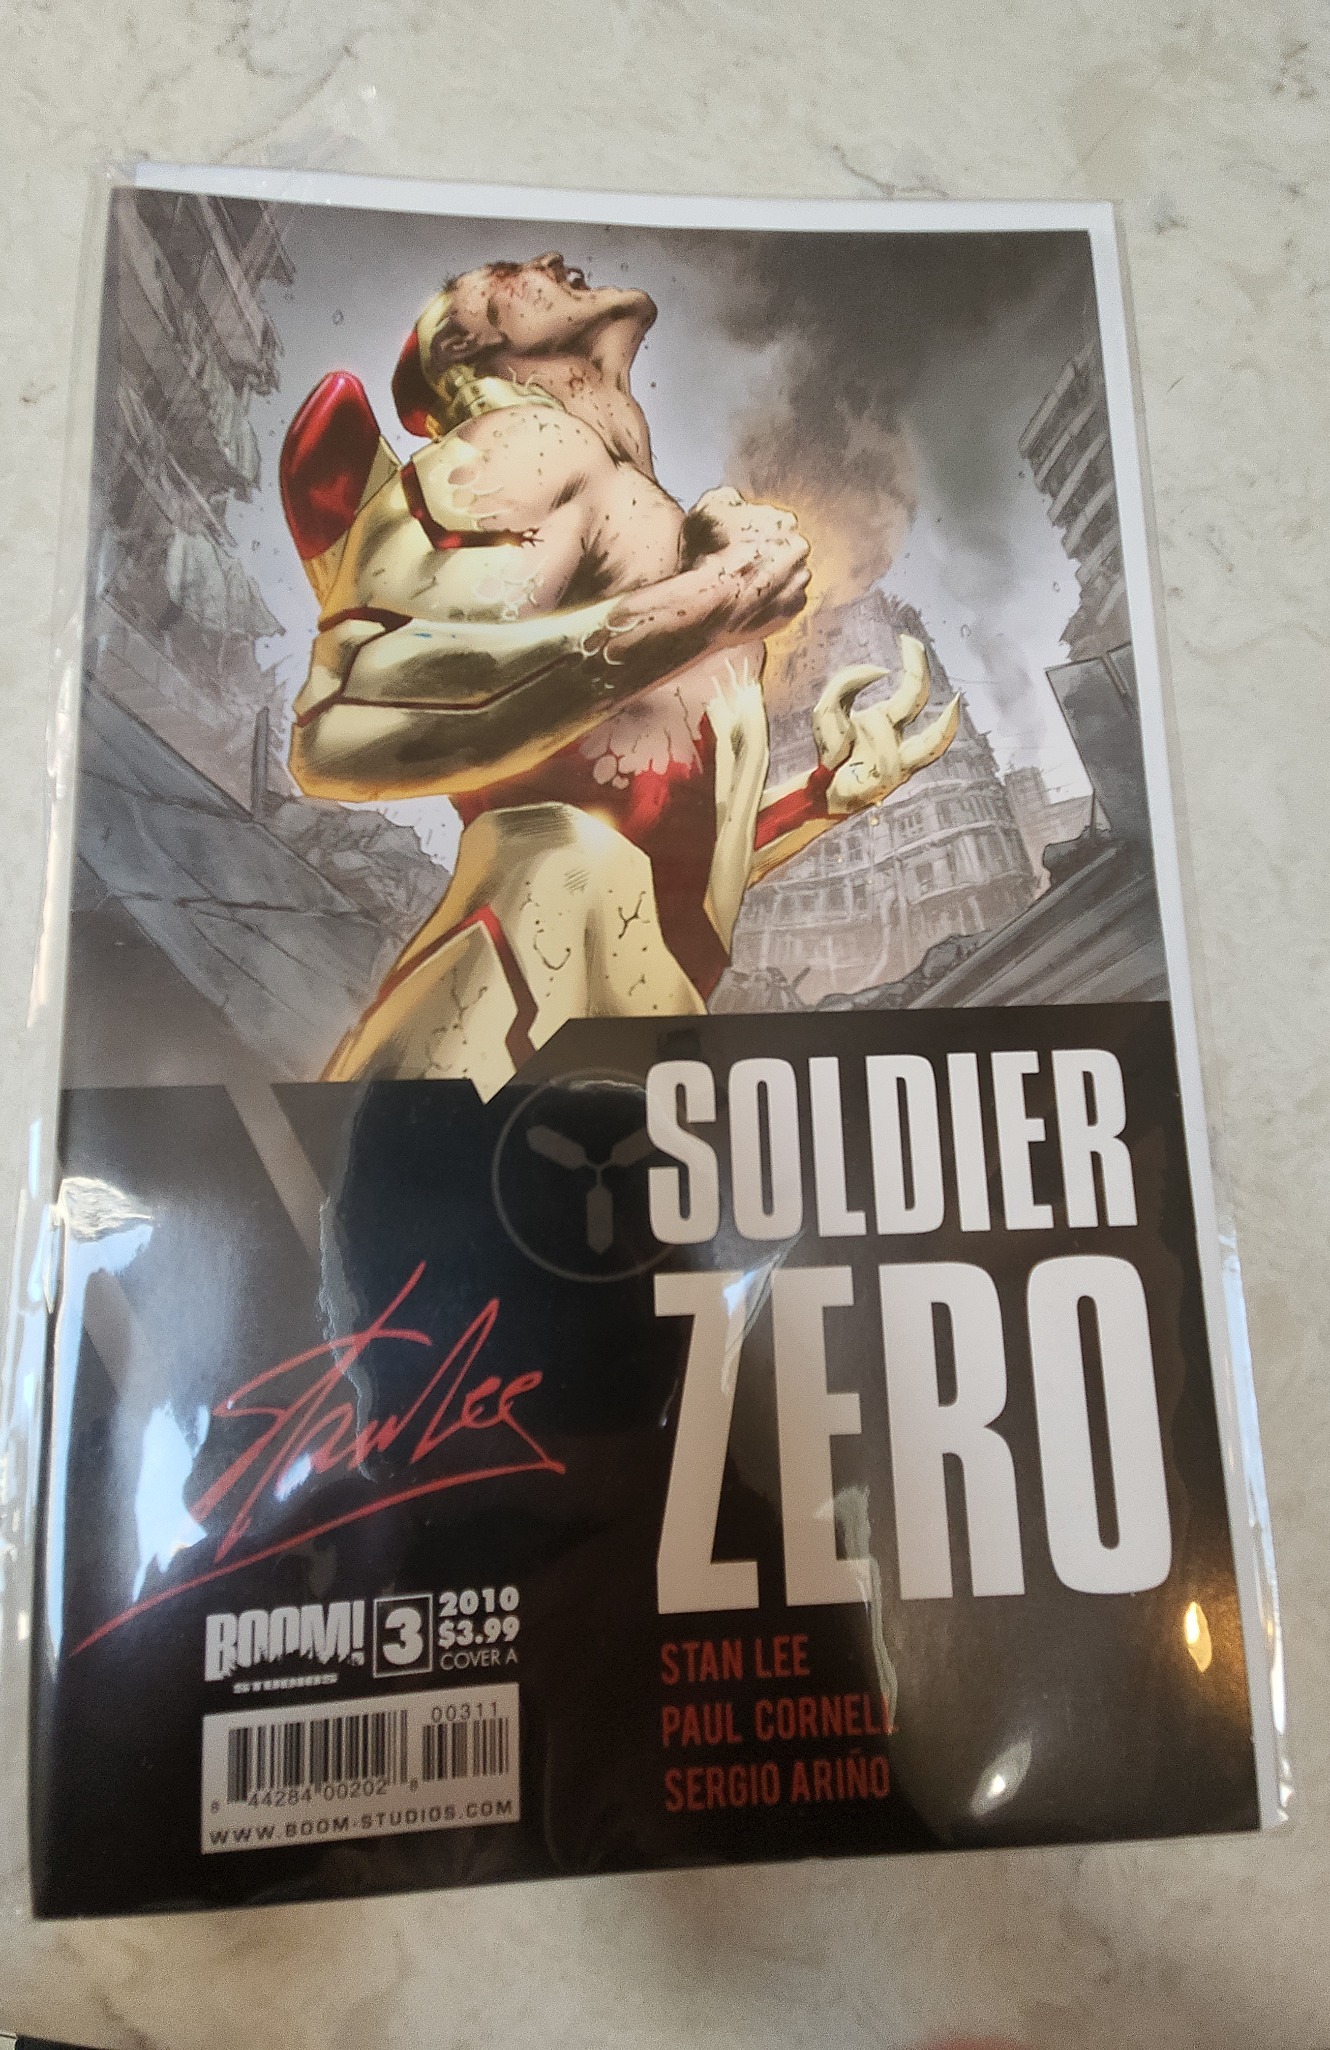 SOLDIER
ZERO
Stan Lee
BOOM!
STUDIOS
3
2010
$3.99
COVER A
STAN LEE
PAUL CORNELL
SERGIO ARIÑO
00311
8 44284 00202 8
WWW.BOOM-STUDIOS.COM